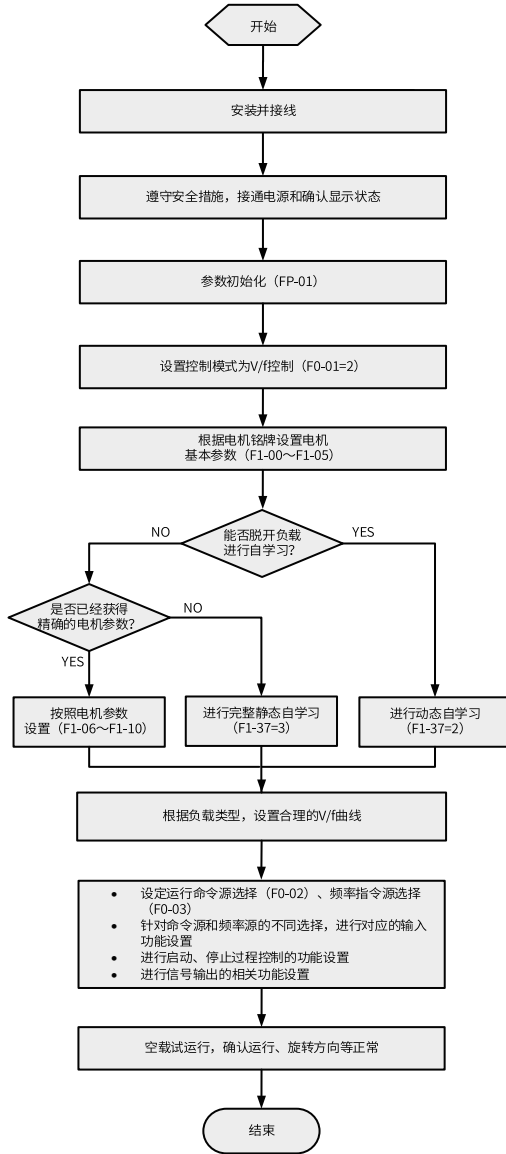 开始
安装并接线
遵守安全措施，接通电源和确认显示状态
参数初始化（FP-01）
设置控制模式为V/f控制（F0-01=2）
根据电机铭牌设置电机
基本参数（F1-00～F1-05）
能否脱开负载
进行自学习？
NO
YES
是否已经获得
精确的电机参数？
NO
YES
按照电机参数
设置（F1-06～F1-10）
进行完整静态自学习
（F1-37=3）
进行动态自学习
（F1-37=2）
根据负载类型，设置合理的V/f曲线
• 设定运行命令源选择（F0-02）、频率指令源选择
（F0-03）
• 针对命令源和频率源的不同选择，进行对应的输入
功能设置
• 进行启动、停止过程控制的功能设置
• 进行信号输出的相关功能设置
空载试运行，确认运行、旋转方向等正常
结束